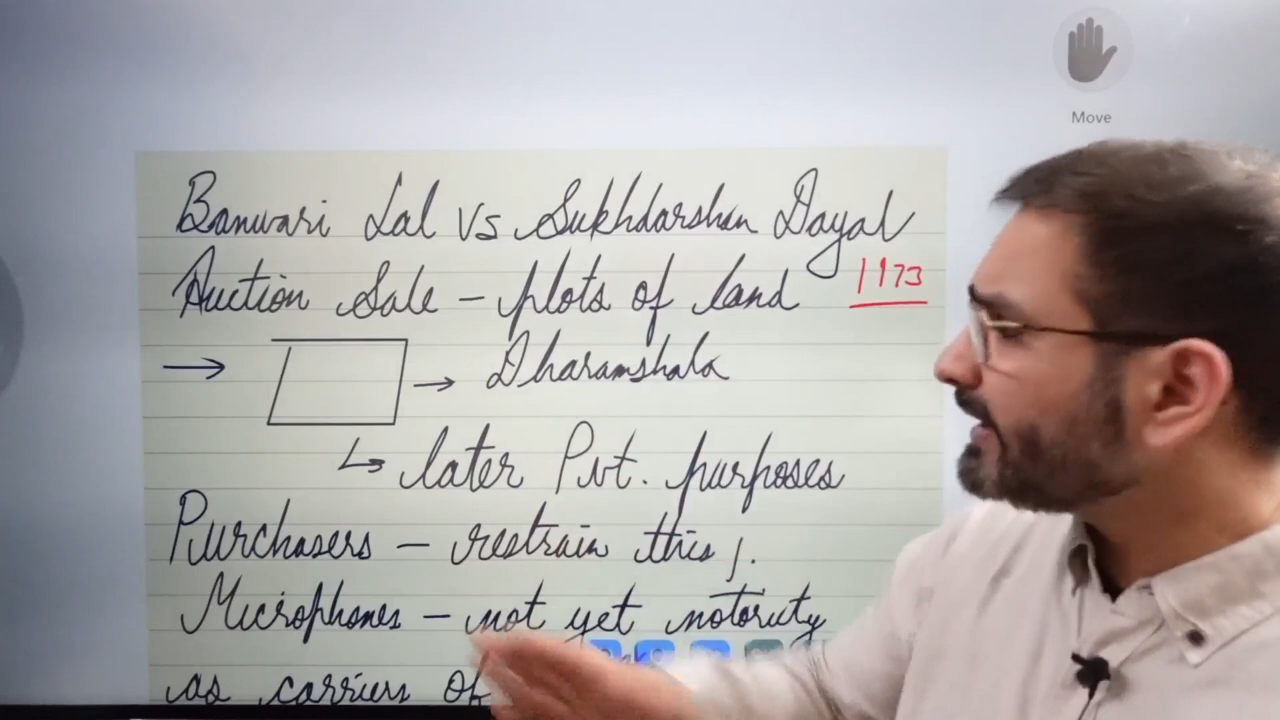 Move
Banwari Lal Vs Sukhdarshan Dayal
Auction Sale - plots of land 1973
→ → Dharamshala
↳ later Pvt. purposes
Purchasers - restrain this
Microphones - not yet notoriety
as carriers of